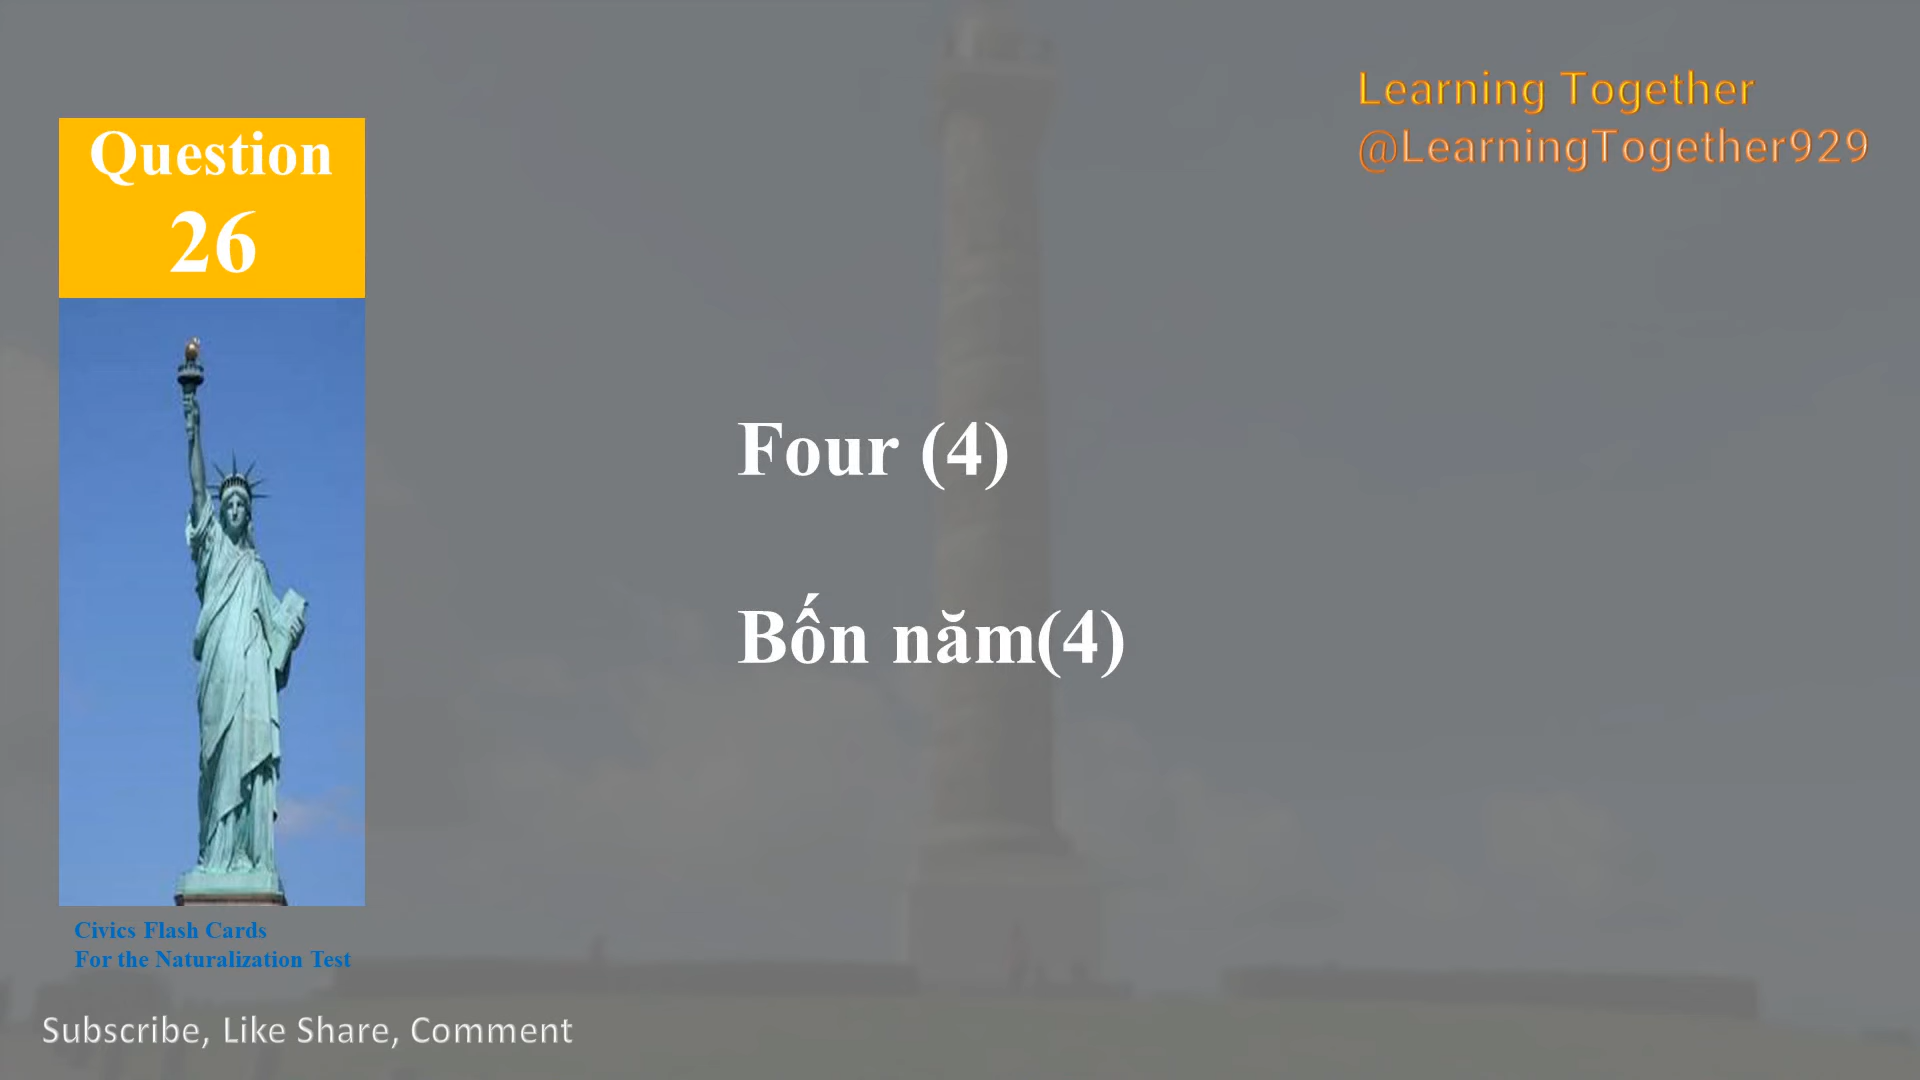 Learning Together
@LearningTogether929
Question
26
Four (4)
Bốn năm(4)
Civics Flash Cards
For the Naturalization Test
Subscribe, Like Share, Comment